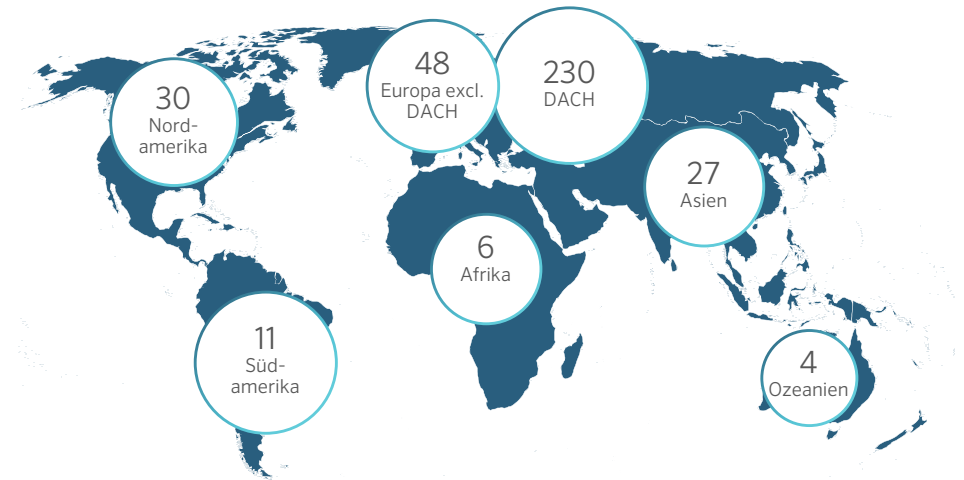 30
Nord-
amerika
48
Europa excl.
DACH
230
DACH
27
Asien
6
Afrika
11
Süd-
amerika
4
Ozeanien